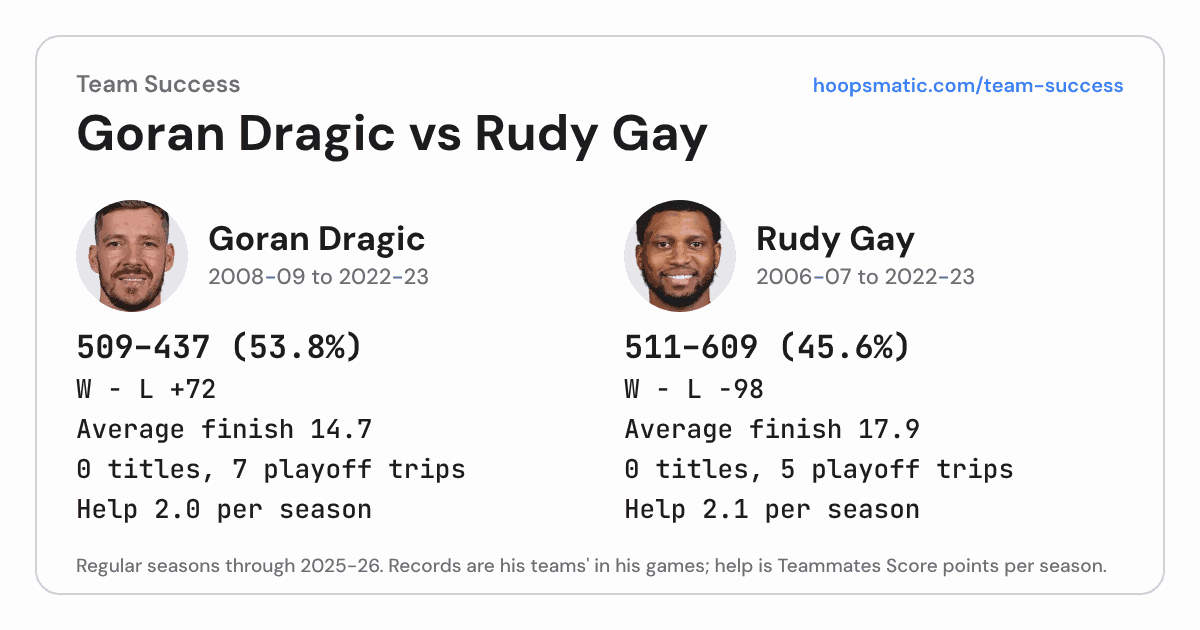 Team Success
hoopsmatic.com/team-success
Goran Dragic vs Rudy Gay
Goran Dragic
2008-09 to 2022-23
509-437 (53.8%)
W - L +72
Average finish 14.7
0 titles, 7 playoff trips
Help 2.0 per season
Rudy Gay
2006-07 to 2022-23
511-609 (45.6%)
W - L -98
Average finish 17.9
0 titles, 5 playoff trips
Help 2.1 per season
Regular seasons through 2025-26. Records are his teams' in his games; help is Teammates Score points per season.